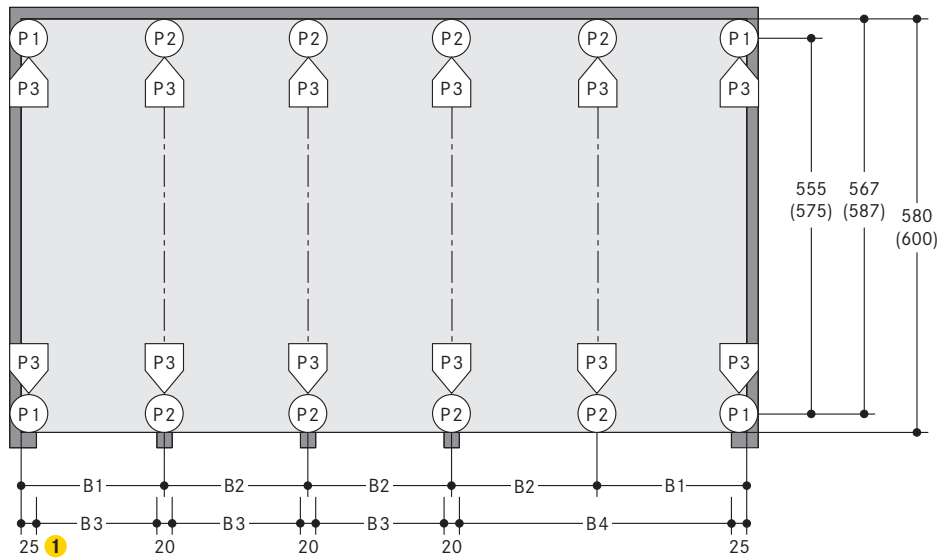 P1 P2 P2 P2 P2 P1
P3 P3 P3 P3 P3 P3
555 567
(575) (587) 580
(600)
P3 P3 P3 P3 P3 P3
P1 P2 P2 P2 P2 P1
B1 B2 B2 B2 B1
B3 B3 B3 B4
25 1 20 20 20 25